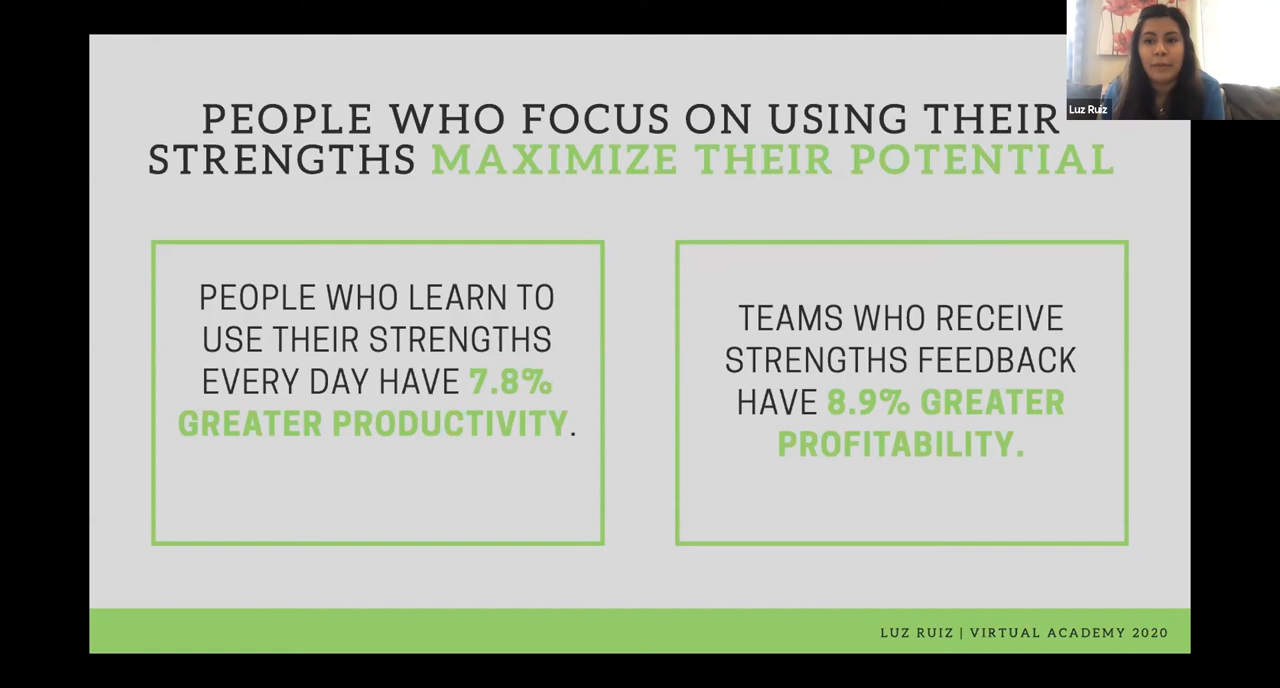 PEOPLE WHO FOCUS ON USING THEIR
STRENGTHS MAXIMIZE THEIR POTENTIAL
Luz Ruiz
PEOPLE WHO LEARN TO
USE THEIR STRENGTHS
EVERY DAY HAVE 7.8%
GREATER PRODUCTIVITY.
TEAMS WHO RECEIVE
STRENGTHS FEEDBACK
HAVE 8.9% GREATER
PROFITABILITY.
LUZ RUIZ | VIRTUAL ACADEMY 2020